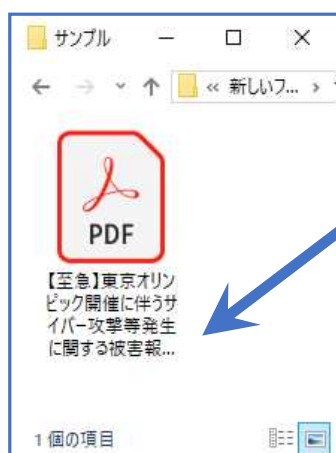 サンプル
« 新しいフ... ›
PDF
【至急】東京オリン
ピック開催に伴うサ
イバー攻撃等発生
に関する被害報...
1 個の項目